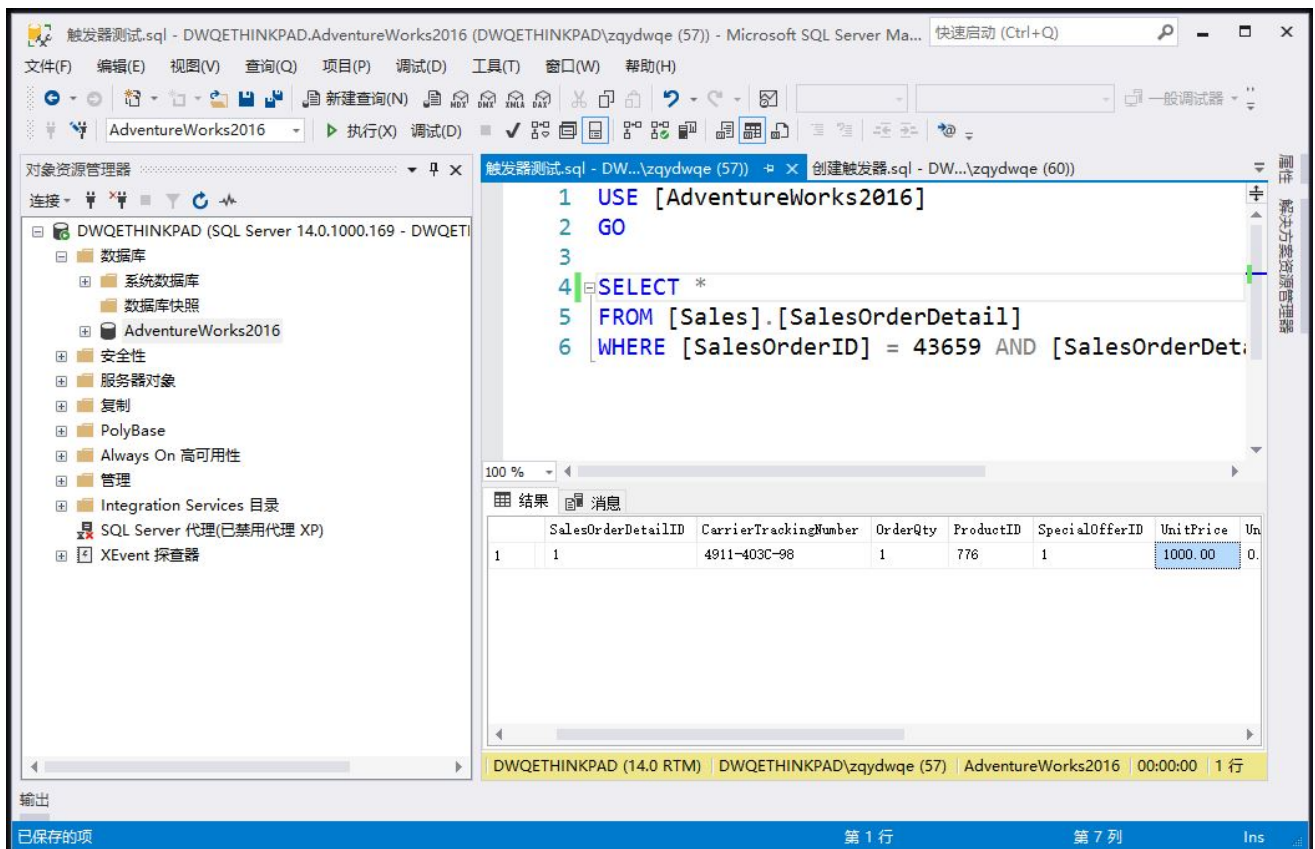 触发器测试.sql - DWQETHINKPAD.AdventureWorks2016 (DWQETHINKPAD\zqydwqe (57)) - Microsoft SQL Server Ma... 快速启动 (Ctrl+Q)
文件(F) 编辑(E) 视图(V) 查询(Q) 项目(P) 调试(D) 工具(T) 窗口(W) 帮助(H)
新建查询(N) MDX DMX XMLA DAX 一般调试器
AdventureWorks2016 执行(X) 调试(D)
对象资源管理器
连接
DWQETHINKPAD (SQL Server 14.0.1000.169 - DWQETI
数据库
系统数据库
数据库快照
AdventureWorks2016
安全性
服务器对象
复制
PolyBase
Always On 高可用性
管理
Integration Services 目录
SQL Server 代理(已禁用代理 XP)
XEvent 探查器
触发器测试.sql - DW...\zqydwqe (57)) 创建触发器.sql - DW...\zqydwqe (60))
1 USE [AdventureWorks2016]
2 GO
3
4 SELECT *
5 FROM [Sales].[SalesOrderDetail]
6 WHERE [SalesOrderID] = 43659 AND [SalesOrderDeta
100 %
结果 消息
SalesOrderDetailID CarrierTrackingNumber OrderQty ProductID SpecialOfferID UnitPrice Un
1 1 4911-403C-98 1 776 1 1000.00 0.
DWQETHINKPAD (14.0 RTM) DWQETHINKPAD\zqydwqe (57) AdventureWorks2016 00:00:00 1 行
属性
解决方案资源管理器
输出
已保存的项 第 1 行 第 7 列 Ins